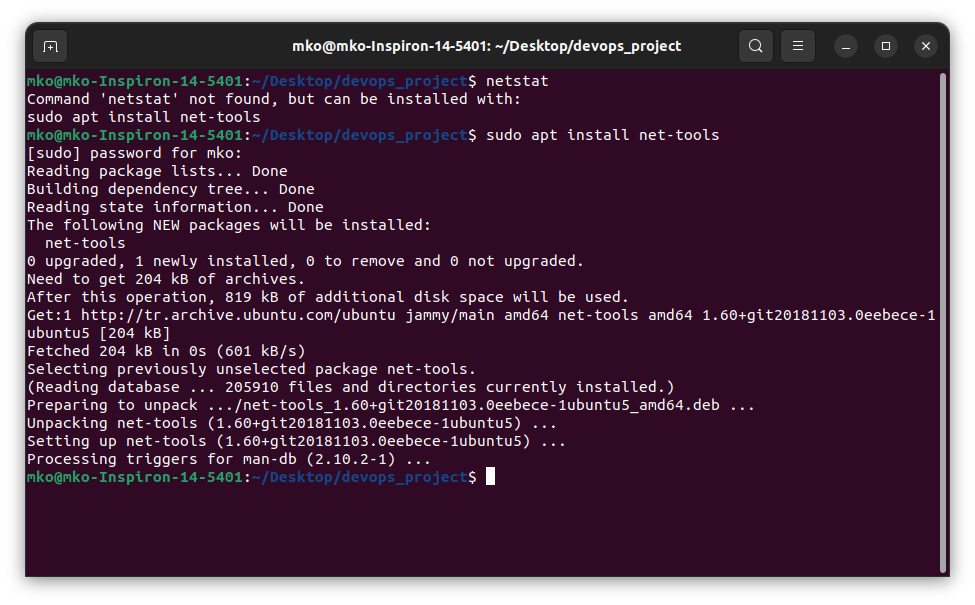 mko@mko-Inspiron-14-5401: ~/Desktop/devops_project
mko@mko-Inspiron-14-5401:~/Desktop/devops_project$ netstat
Command 'netstat' not found, but can be installed with:
sudo apt install net-tools
mko@mko-Inspiron-14-5401:~/Desktop/devops_project$ sudo apt install net-tools
[sudo] password for mko:
Reading package lists... Done
Building dependency tree... Done
Reading state information... Done
The following NEW packages will be installed:
  net-tools
0 upgraded, 1 newly installed, 0 to remove and 0 not upgraded.
Need to get 204 kB of archives.
After this operation, 819 kB of additional disk space will be used.
Get:1 http://tr.archive.ubuntu.com/ubuntu jammy/main amd64 net-tools amd64 1.60+git20181103.0eebece-1
ubuntu5 [204 kB]
Fetched 204 kB in 0s (601 kB/s)
Selecting previously unselected package net-tools.
(Reading database ... 205910 files and directories currently installed.)
Preparing to unpack .../net-tools_1.60+git20181103.0eebece-1ubuntu5_amd64.deb ...
Unpacking net-tools (1.60+git20181103.0eebece-1ubuntu5) ...
Setting up net-tools (1.60+git20181103.0eebece-1ubuntu5) ...
Processing triggers for man-db (2.10.2-1) ...
mko@mko-Inspiron-14-5401:~/Desktop/devops_project$